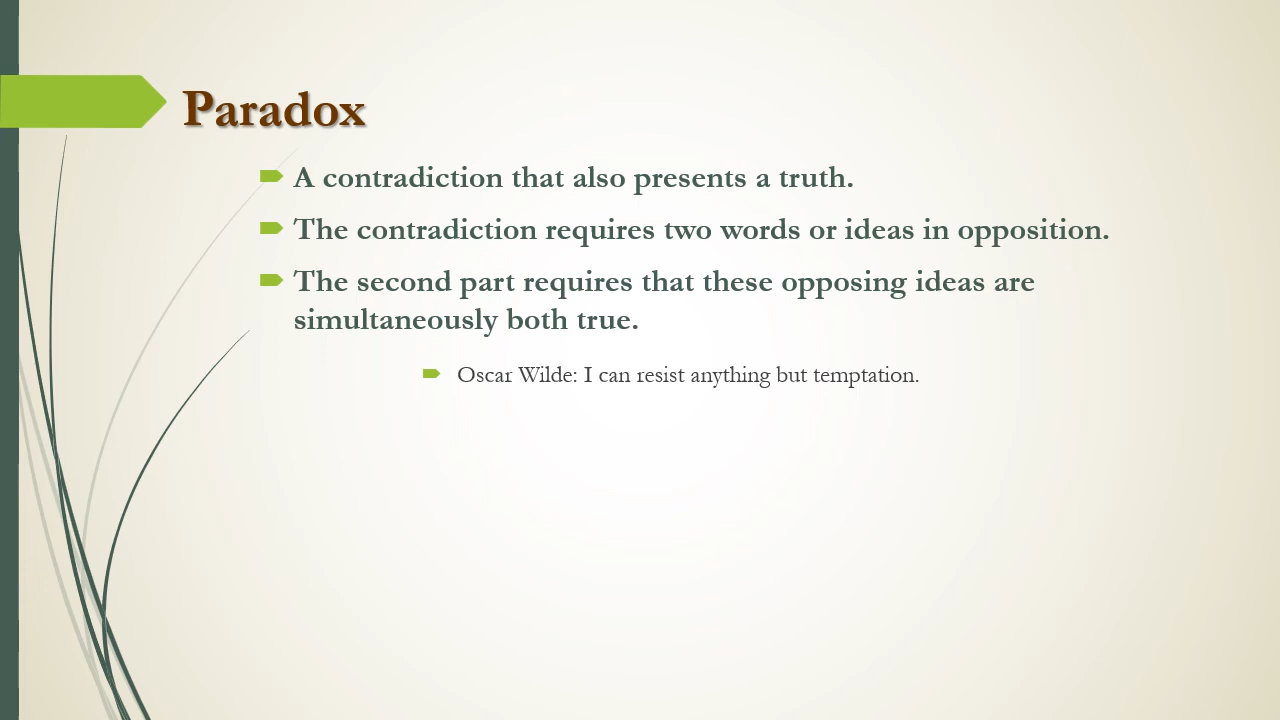 Paradox
A contradiction that also presents a truth.
The contradiction requires two words or ideas in opposition.
The second part requires that these opposing ideas are
simultaneously both true.
Oscar Wilde: I can resist anything but temptation.